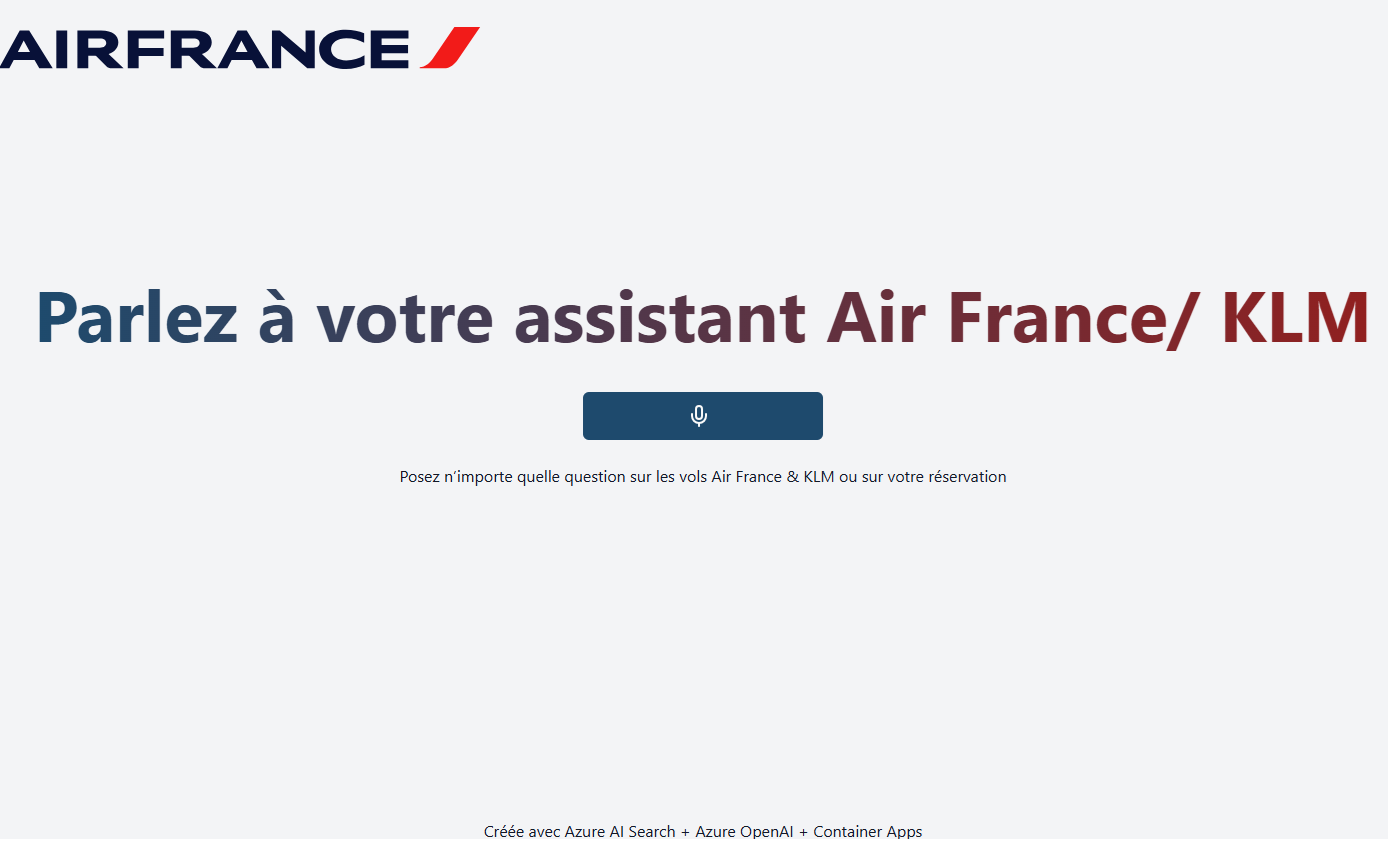 AIRFRANCE
Parlez à votre assistant Air France/ KLM
Posez n'importe quelle question sur les vols Air France & KLM ou sur votre réservation
Créée avec Azure AI Search + Azure OpenAI + Container Apps